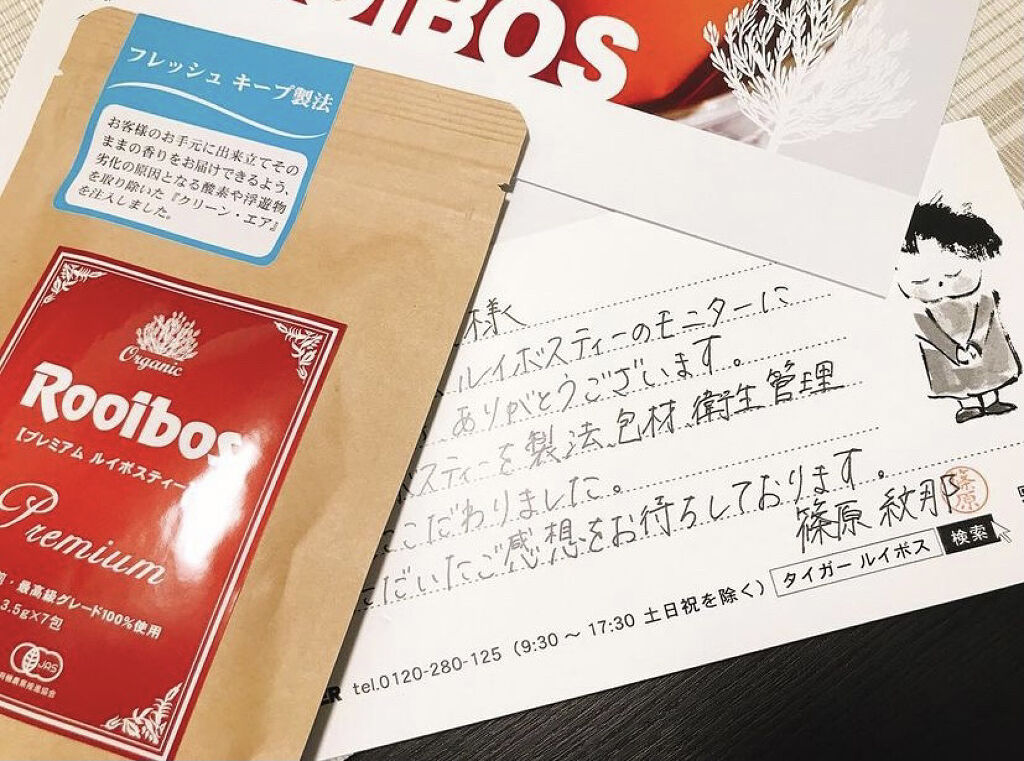 ROOIBOS
フレッシュ キープ製法
お客様のお手元に出来立てその
ままの香りをお届けできるよう、
劣化の原因となる酸素や浮遊物
を取り除いた『クリーン・エア』
を注入しました。
Organic
Rooibos
【プレミアム ルイボスティー
Premium
:最高級グレード100%使用
3.5g×7包
JAS
有機農業推進協会
様
ルイボスティーのモニターに
ありがとうございます。
ボスティーを製法、包材、衛生管理
こだわりました。
だいたご感想をお待ちしております。
篠原 紋那
篠原
タイガー ルイボス 検索
tel.0120-280-125（9:30 〜 17:30 土日祝を除く）